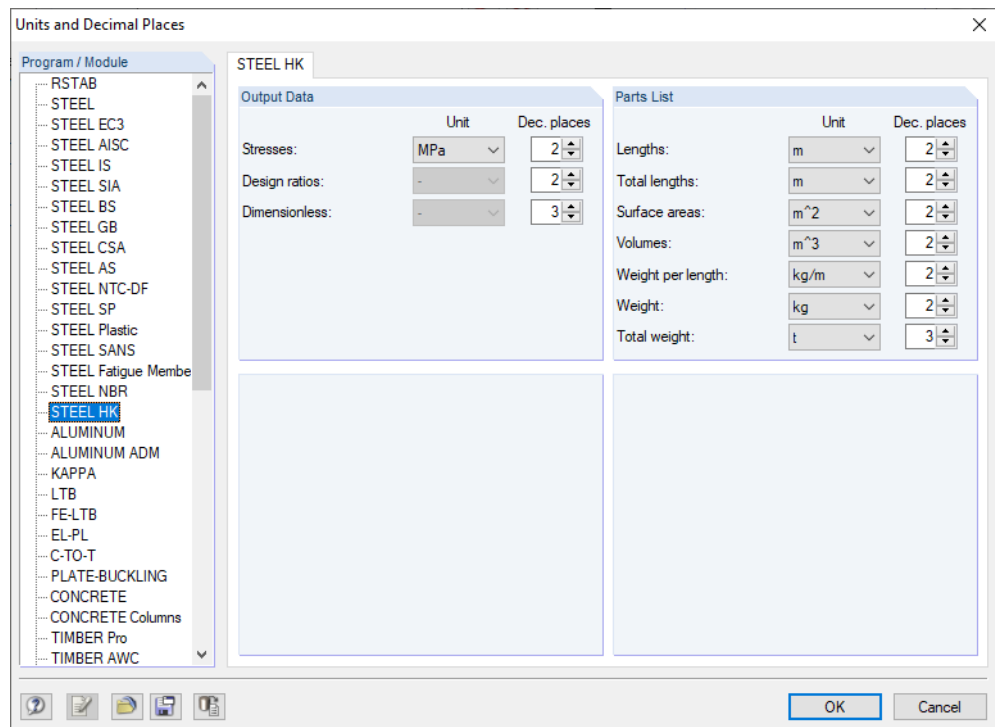 Units and Decimal Places
Program / Module
RSTAB
STEEL
STEEL EC3
STEEL AISC
STEEL IS
STEEL SIA
STEEL BS
STEEL GB
STEEL CSA
STEEL AS
STEEL NTC-DF
STEEL SP
STEEL Plastic
STEEL SANS
STEEL Fatigue Membe
STEEL NBR
STEEL HK
ALUMINUM
ALUMINUM ADM
KAPPA
LTB
FE-LTB
EL-PL
C-TO-T
PLATE-BUCKLING
CONCRETE
CONCRETE Columns
TIMBER Pro
TIMBER AWC
STEEL HK
Output Data
Unit Dec. places
Stresses: MPa 2
Design ratios: - 2
Dimensionless: - 3
Parts List
Unit Dec. places
Lengths: m 2
Total lengths: m 2
Surface areas: m^2 2
Volumes: m^3 2
Weight per length: kg/m 2
Weight: kg 2
Total weight: t 3
OK Cancel